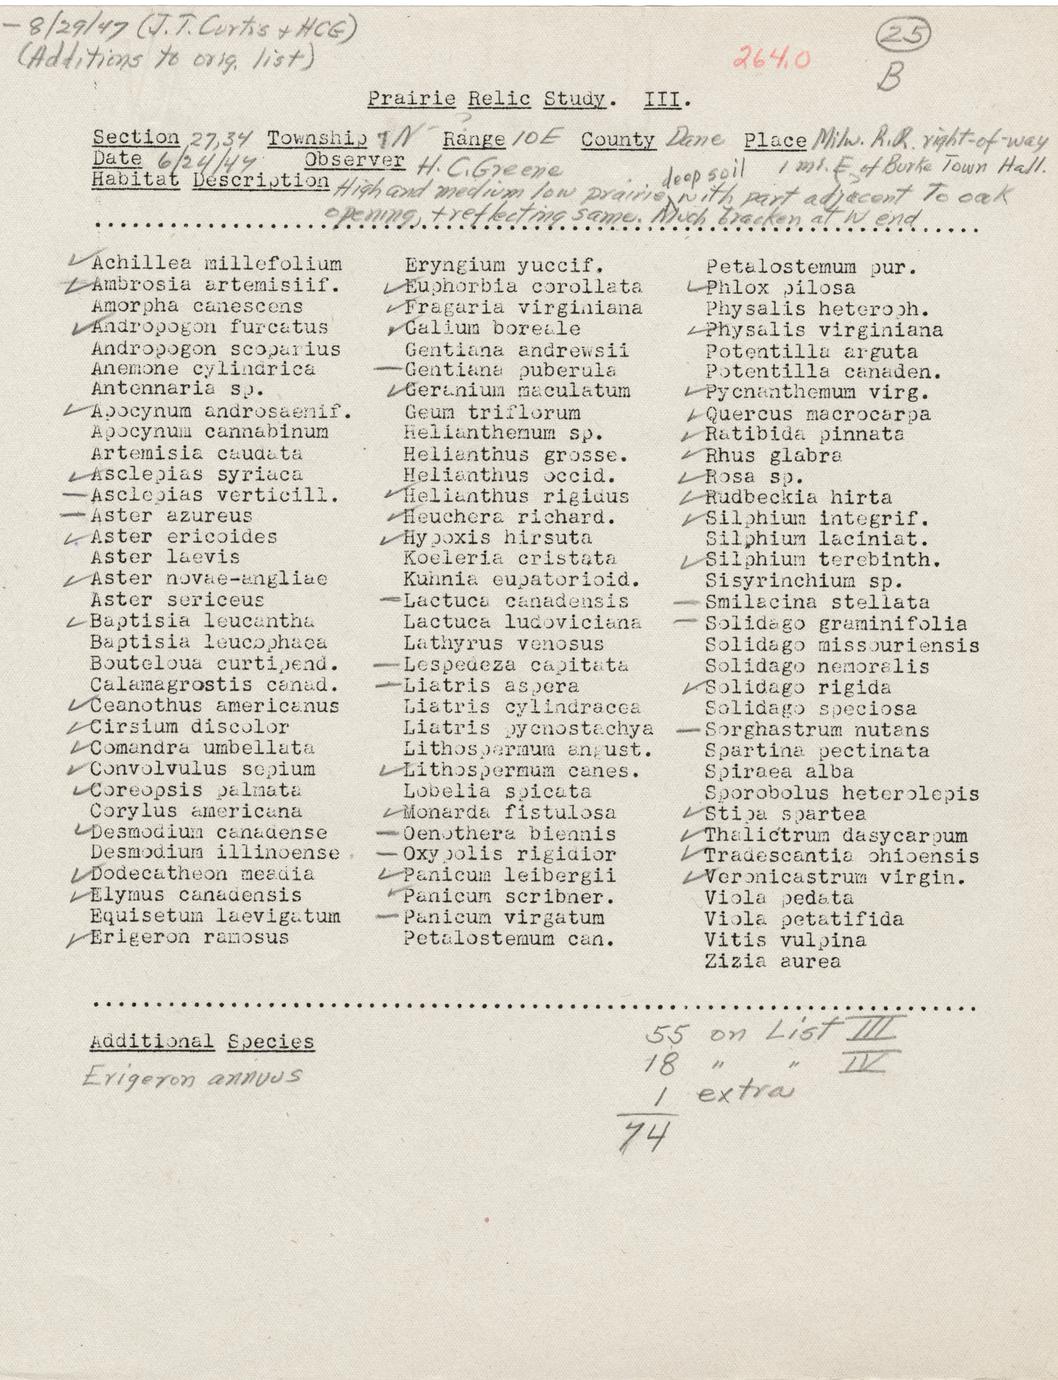 — 8/29/47 (J.T. Curtis + HCG)
(Additions to orig. list)
264.0
25
B
Prairie Relic Study. III.
Section 27,34 Township 9N Range 10E County Dane Place Milw. R.R. right-of-way
Date 6/24/47 Observer H.C. Greene 1 mi. E. of Burke Town Hall.
Habitat Description High and medium low prairie, deep soil with part adjacent to oak
opening, + reflecting same. Much bracken at N end
✓ Achillea millefolium
✓ Ambrosia artemisiif.
Amorpha canescens
✓ Andropogon furcatus
Andropogon scoparius
Anemone cylindrica
Antennaria sp.
✓ Apocynum androsaemif.
Apocynum cannabinum
Artemisia caudata
✓ Asclepias syriaca
— Asclepias verticill.
— Aster azureus
✓ Aster ericoides
Aster laevis
✓ Aster novae-angliae
Aster sericeus
✓ Baptisia leucantha
Baptisia leucophaea
Bouteloua curtipend.
Calamagrostis canad.
✓ Ceanothus americanus
✓ Cirsium discolor
✓ Comandra umbellata
✓ Convolvulus sepium
✓ Coreopsis palmata
Corylus americana
✓ Desmodium canadense
Desmodium illinoense
✓ Dodecatheon meadia
✓ Elymus canadensis
Equisetum laevigatum
✓ Erigeron ramosus
Eryngium yuccif.
✓ Euphorbia corollata
✓ Fragaria virginiana
✓ Galium boreale
Gentiana andrewsii
— Gentiana puberula
✓ Geranium maculatum
Geum triflorum
Helianthemum sp.
Helianthus grosse.
Helianthus occid.
✓ Helianthus rigidus
✓ Heuchera richard.
✓ Hypoxis hirsuta
Koeleria cristata
Kuhnia eupatorioid.
— Lactuca canadensis
Lactuca ludoviciana
Lathyrus venosus
— Lespedeza capitata
— Liatris aspera
Liatris cylindracea
Liatris pycnostachya
Lithospermum angust.
✓ Lithospermum canes.
Lobelia spicata
✓ Monarda fistulosa
— Oenothera biennis
— Oxypolis rigidior
✓ Panicum leibergii
✓ Panicum scribner.
— Panicum virgatum
Petalostemum can.
Petalostemum pur.
✓ Phlox pilosa
Physalis heteroph.
✓ Physalis virginiana
Potentilla arguta
Potentilla canaden.
✓ Pycnanthemum virg.
✓ Quercus macrocarpa
✓ Ratibida pinnata
✓ Rhus glabra
✓ Rosa sp.
✓ Rudbeckia hirta
✓ Silphium integrif.
Silphium laciniat.
✓ Silphium terebinth.
Sisyrinchium sp.
— Smilacina stellata
— Solidago graminifolia
Solidago missouriensis
Solidago nemoralis
✓ Solidago rigida
Solidago speciosa
— Sorghastrum nutans
Spartina pectinata
Spiraea alba
Sporobolus heterolepis
✓ Stipa spartea
✓ Thalictrum dasycarpum
✓ Tradescantia ohioensis
✓ Veronicastrum virgin.
Viola pedata
Viola petatifida
Vitis vulpina
Zizia aurea
Additional Species
Erigeron annuus
55 on List III
18 " " IV
1 extra
74